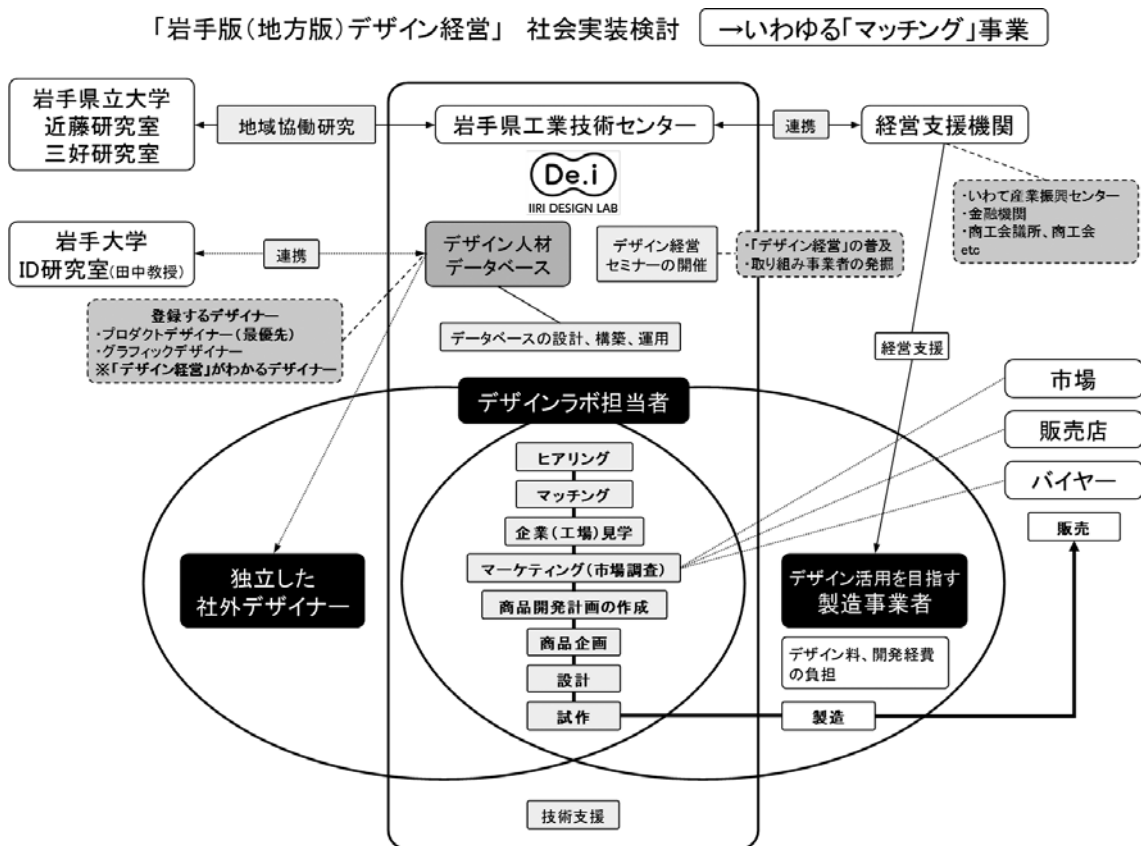 「岩手版(地方版)デザイン経営」 社会実装検討
→いわゆる「マッチング」事業
岩手県立大学
近藤研究室
三好研究室
地域協働研究
岩手県工業技術センター
連携
経営支援機関
De.i
IIRI DESIGN LAB
・いわて産業振興センター
・金融機関
・商工会議所、商工会
etc
岩手大学
ID研究室(田中教授)
連携
デザイン人材
データベース
デザイン経営
セミナーの開催
・「デザイン経営」の普及
・取り組み事業者の発掘
登録するデザイナー
・プロダクトデザイナー(最優先)
・グラフィックデザイナー
※「デザイン経営」がわかるデザイナー
データベースの設計、構築、運用
経営支援
デザインラボ担当者
市場
販売店
バイヤー
販売
ヒアリング
マッチング
企業(工場)見学
マーケティング(市場調査)
商品開発計画の作成
商品企画
設計
試作
独立した
社外デザイナー
デザイン活用を目指す
製造事業者
デザイン料、開発経費
の負担
製造
技術支援